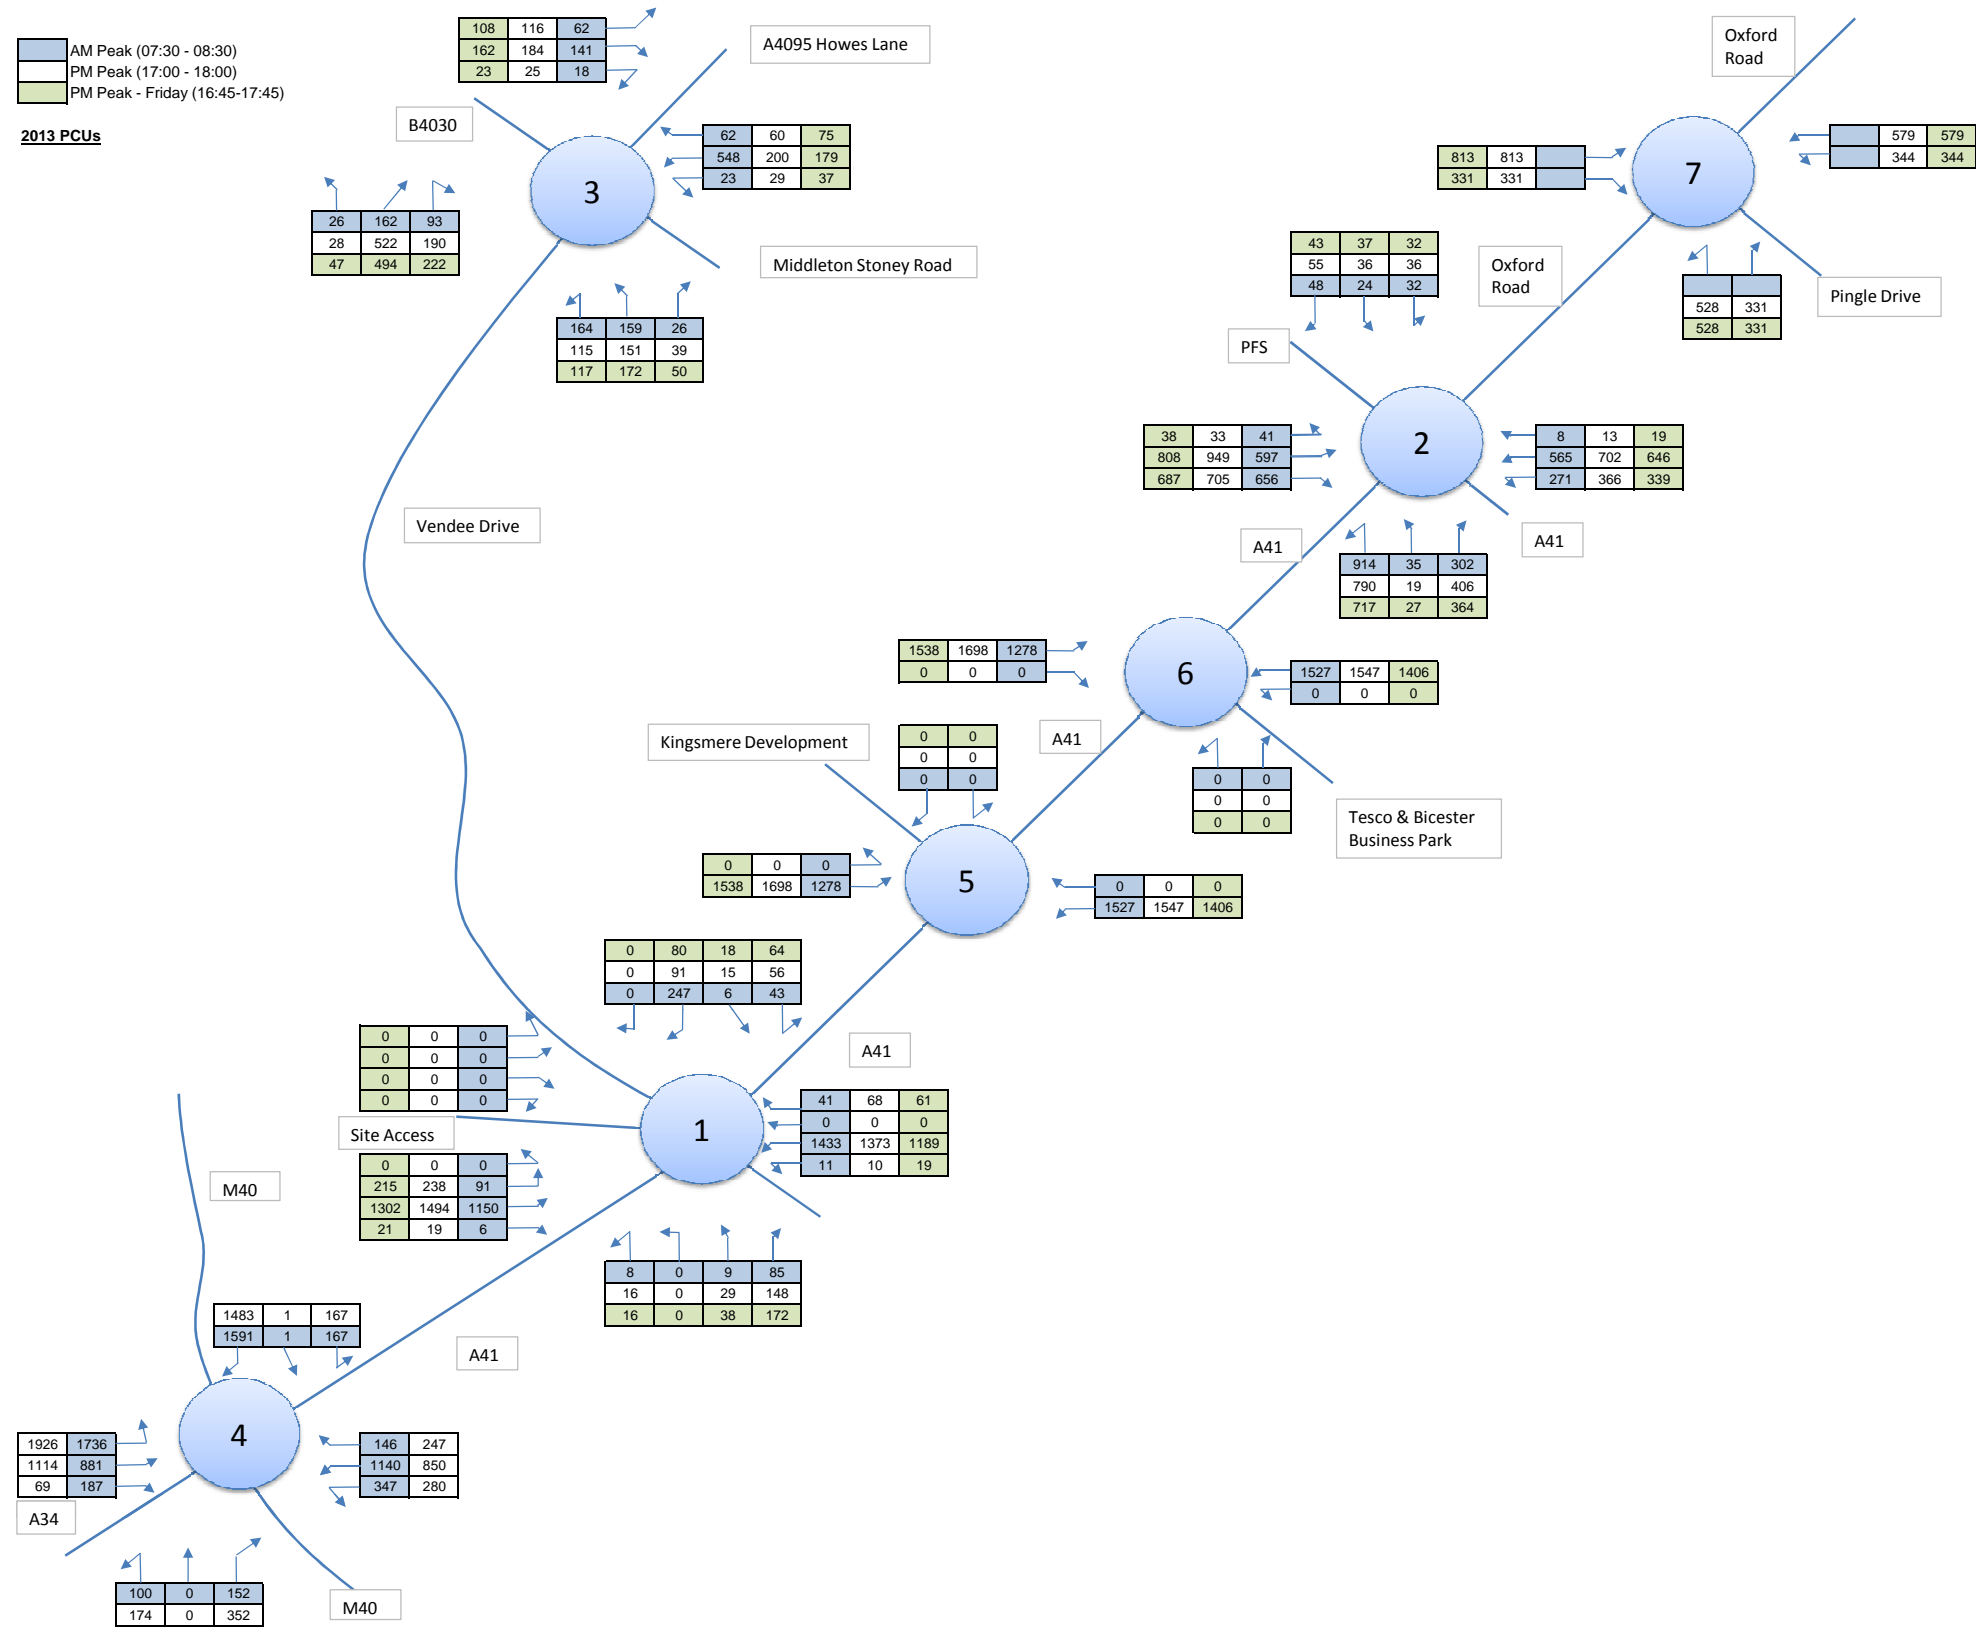 AM Peak (07:30 - 08:30)
PM Peak (17:00 - 18:00)
PM Peak - Friday (16:45-17:45)
2013 PCUs
108 116 62
162 184 141
23 25 18
A4095 Howes Lane
B4030
3
62 60 75
548 200 179
23 29 37
26 162 93
28 522 190
47 494 222
Middleton Stoney Road
164 159 26
115 151 39
117 172 50
Oxford
Road
579 579
344 344
813 813
331 331
7
528 331
528 331
Pingle Drive
Oxford
Road
43 37 32
55 36 36
48 24 32
PFS
2
38 33 41
808 949 597
687 705 656
8 13 19
565 702 646
271 366 339
A41
914 35 302
790 19 406
717 27 364
A41
Vendee Drive
1538 1698 1278
0 0 0
6
1527 1547 1406
0 0 0
A41
0 0
0 0
0 0
Tesco & Bicester
Business Park
Kingsmere Development
0 0
0 0
0 0
0 0 0
1538 1698 1278
5
0 0 0
1527 1547 1406
0 80 18 64
0 91 15 56
0 247 6 43
A41
0 0 0
0 0 0
0 0 0
0 0 0
Site Access
1
41 68 61
0 0 0
1433 1373 1189
11 10 19
0 0 0
215 238 91
1302 1494 1150
21 19 6
8 0 9 85
16 0 29 148
16 0 38 172
M40
1483 1 167
1591 1 167
A41
4
1926 1736
1114 881
69 187
146 247
1140 850
347 280
A34
100 0 152
174 0 352
M40